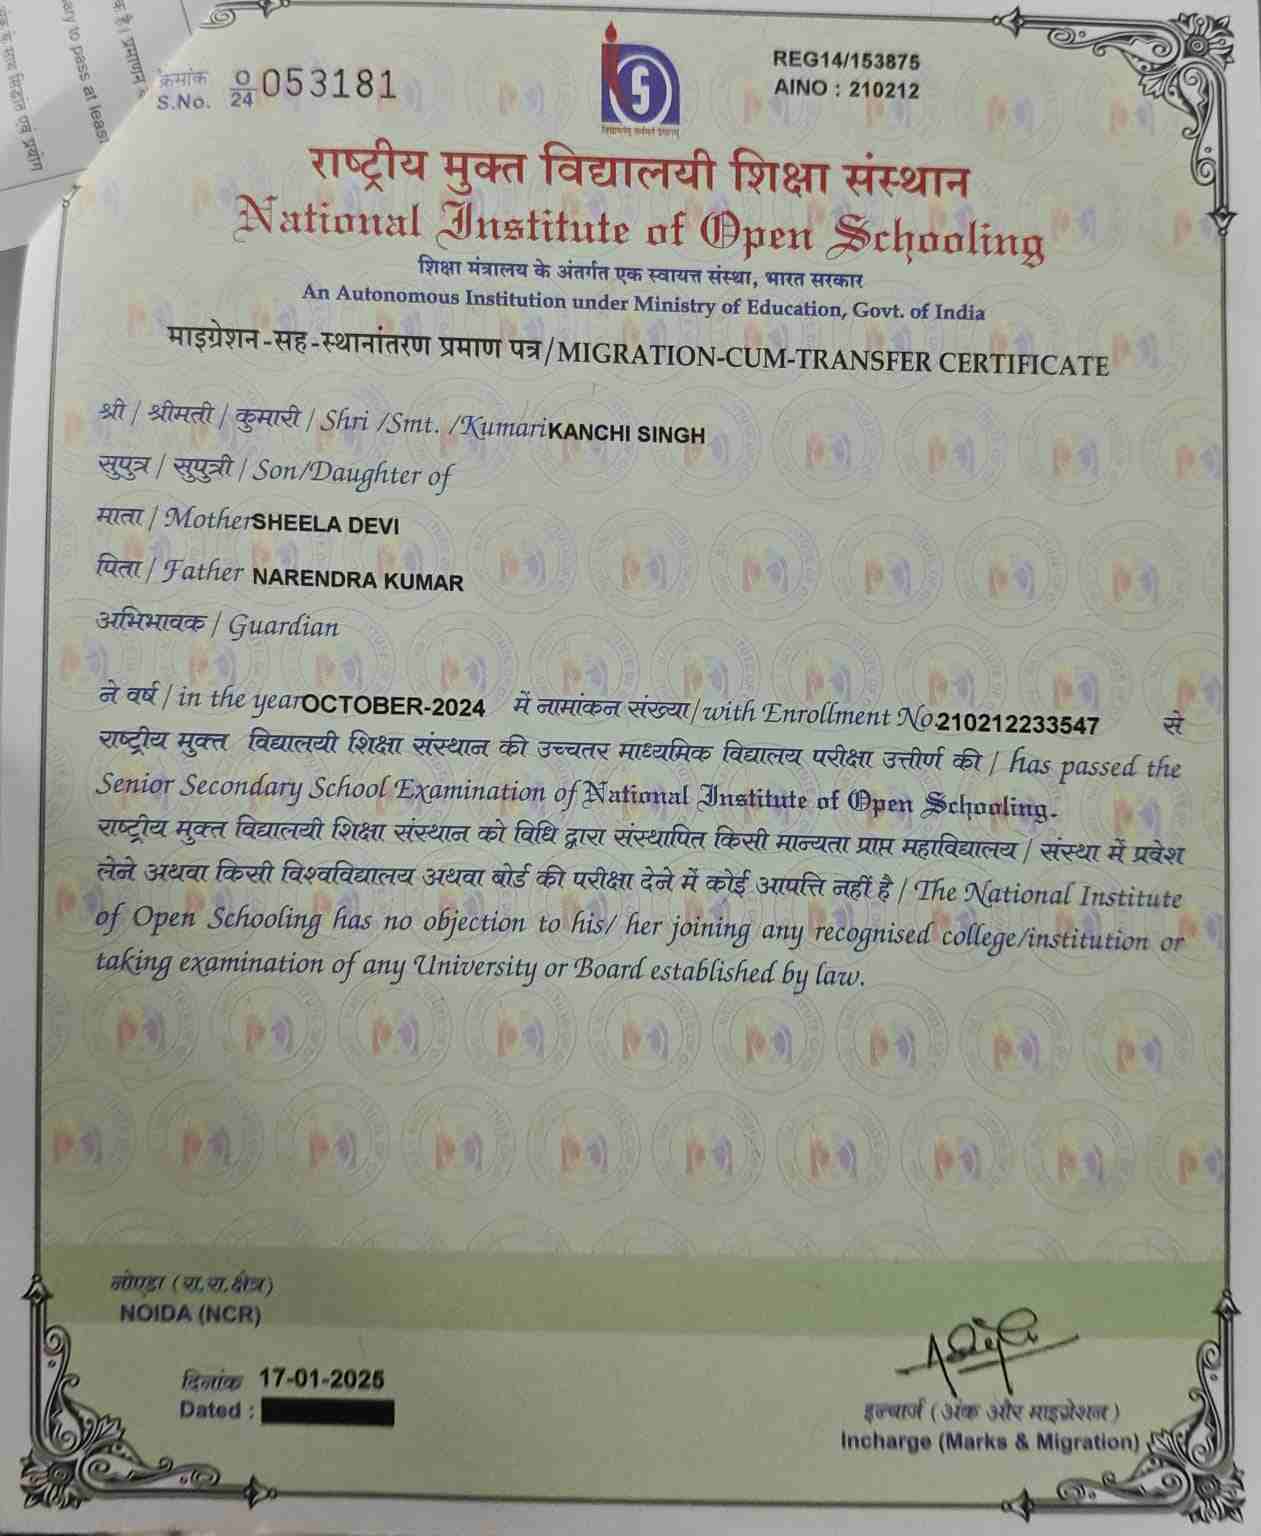 क्रमांक
S.No. O/24 053181
REG14/153875
AINO : 210212
राष्ट्रीय मुक्त विद्यालयी शिक्षा संस्थान
National Institute of Open Schooling
शिक्षा मंत्रालय के अंतर्गत एक स्वायत्त संस्था, भारत सरकार
An Autonomous Institution under Ministry of Education, Govt. of India
माइग्रेशन-सह-स्थानांतरण प्रमाण पत्र/MIGRATION-CUM-TRANSFER CERTIFICATE
श्री / श्रीमती / कुमारी / Shri /Smt. /Kumari KANCHI SINGH
सुपुत्र / सुपुत्री / Son/Daughter of
माता / Mother SHEELA DEVI
पिता / Father NARENDRA KUMAR
अभिभावक / Guardian
ने वर्ष / in the year OCTOBER-2024 में नामांकन संख्या/with Enrollment No. 210212233547 से
राष्ट्रीय मुक्त विद्यालयी शिक्षा संस्थान की उच्चतर माध्यमिक विद्यालय परीक्षा उत्तीर्ण की / has passed the
Senior Secondary School Examination of National Institute of Open Schooling.
राष्ट्रीय मुक्त विद्यालयी शिक्षा संस्थान को विधि द्वारा संस्थापित किसी मान्यता प्राप्त महाविद्यालय / संस्था में प्रवेश
लेने अथवा किसी विश्वविद्यालय अथवा बोर्ड की परीक्षा देने में कोई आपत्ति नहीं है / The National Institute
of Open Schooling has no objection to his/ her joining any recognised college/institution or
taking examination of any University or Board established by law.
नोएडा (रा.रा.क्षेत्र)
NOIDA (NCR)
दिनांक 17-01-2025
Dated :
इन्चार्ज (अंक और माइग्रेशन)
Incharge (Marks & Migration)
to pass at least